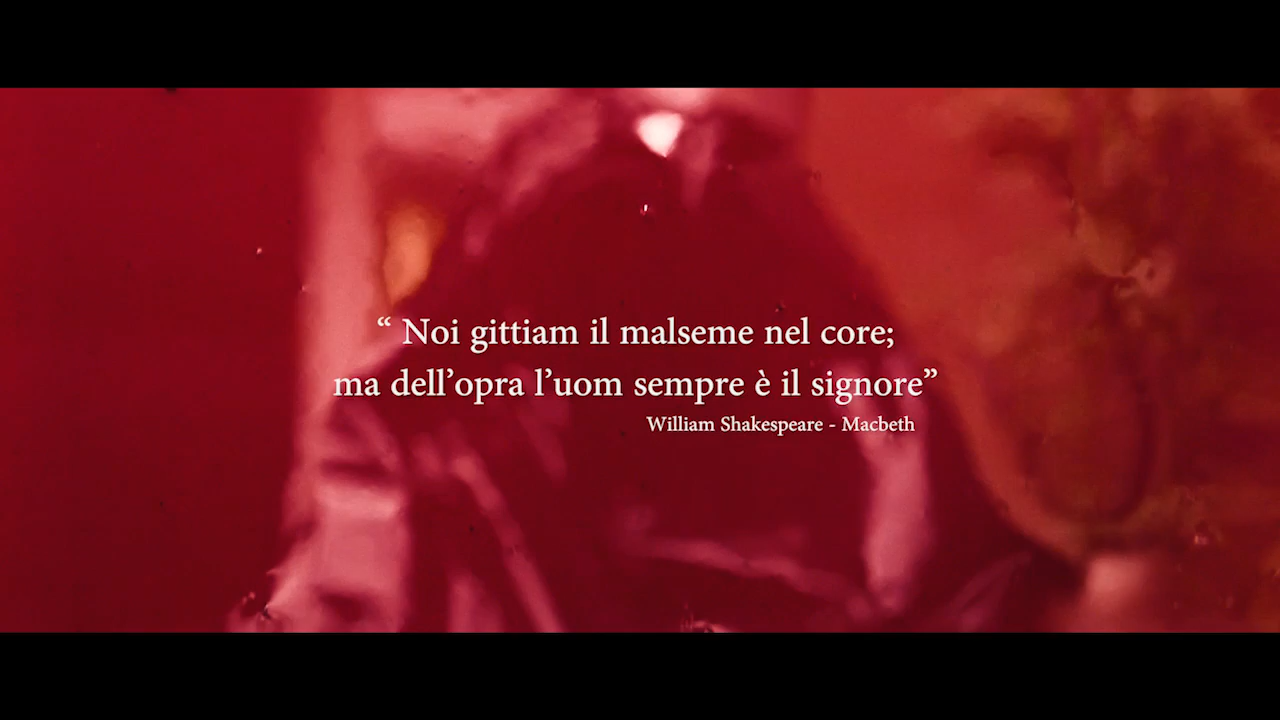 “ Noi gittiam il malseme nel core;
ma dell’opra l’uom sempre è il signore”
William Shakespeare - Macbeth